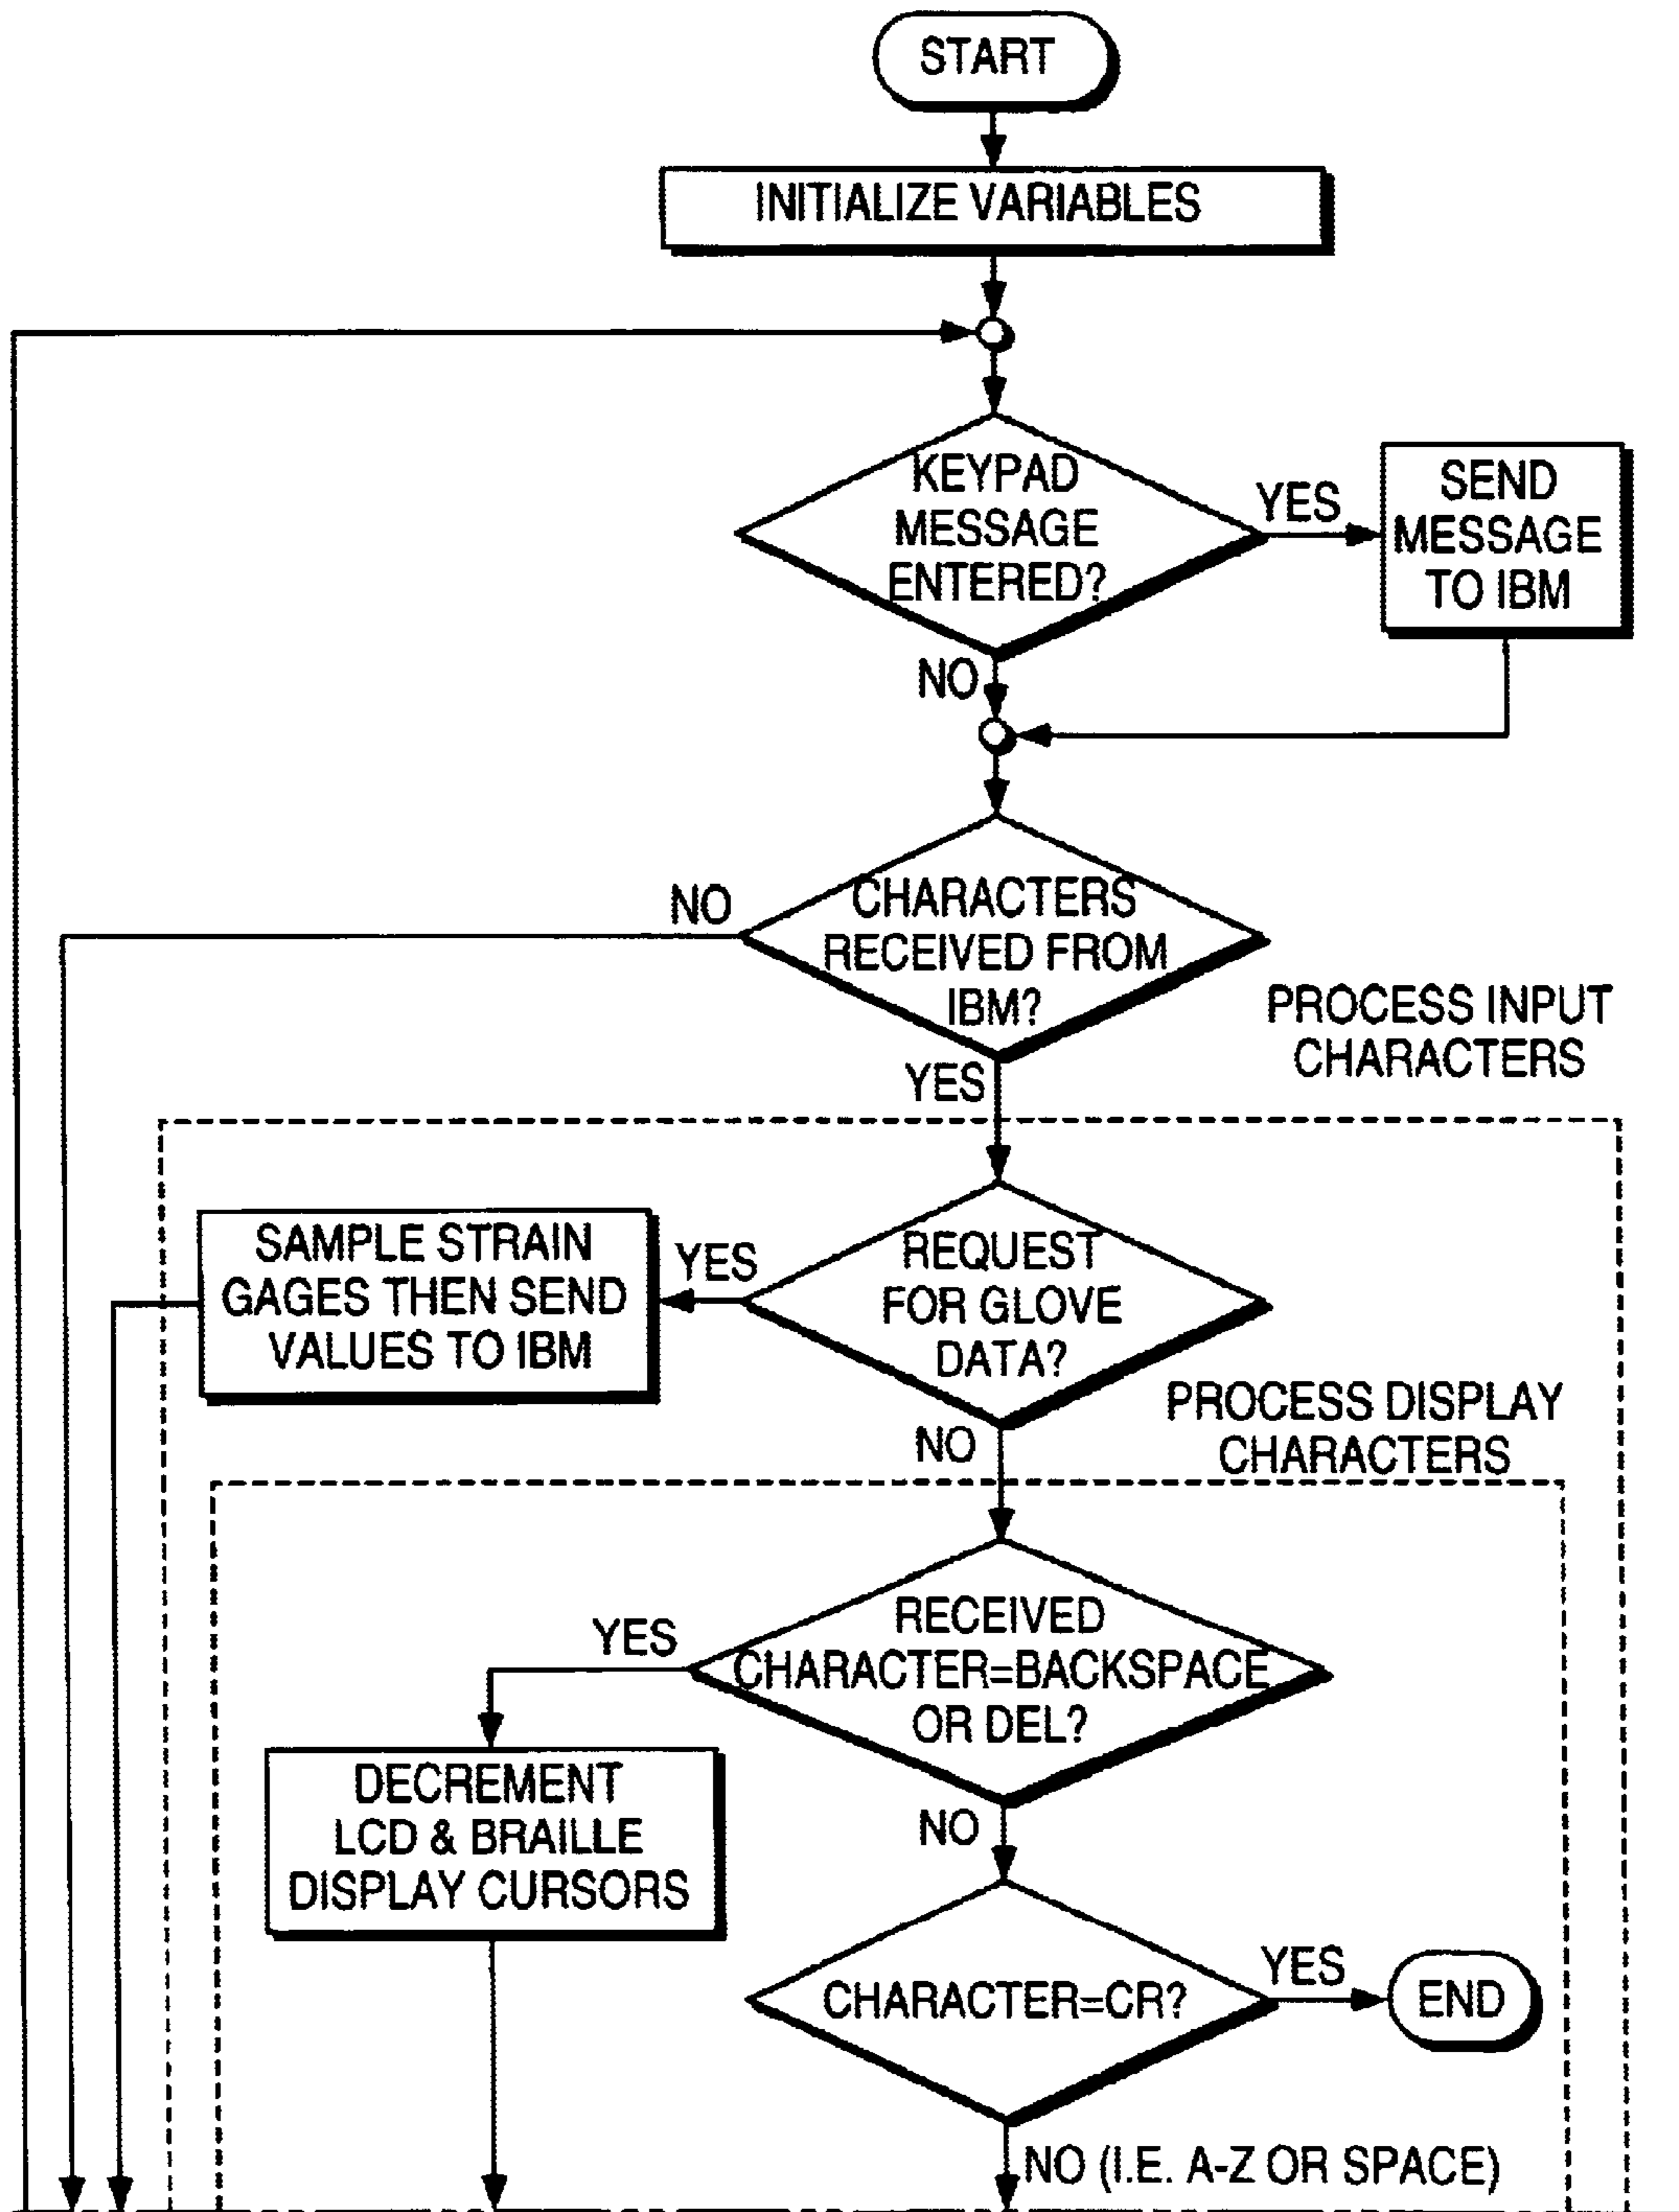 START
INITIALIZE VARIABLES
KEYPAD
MESSAGE
ENTERED?
YES
SEND
MESSAGE
TO IBM
NO
CHARACTERS
RECEIVED FROM
IBM?
NO
YES
PROCESS INPUT
CHARACTERS
REQUEST
FOR GLOVE
DATA?
YES
SAMPLE STRAIN
GAGES THEN SEND
VALUES TO IBM
NO
PROCESS DISPLAY
CHARACTERS
RECEIVED
CHARACTER=BACKSPACE
OR DEL?
YES
DECREMENT
LCD & BRAILLE
DISPLAY CURSORS
NO
CHARACTER=CR?
YES
END
NO (I.E. A-Z OR SPACE)